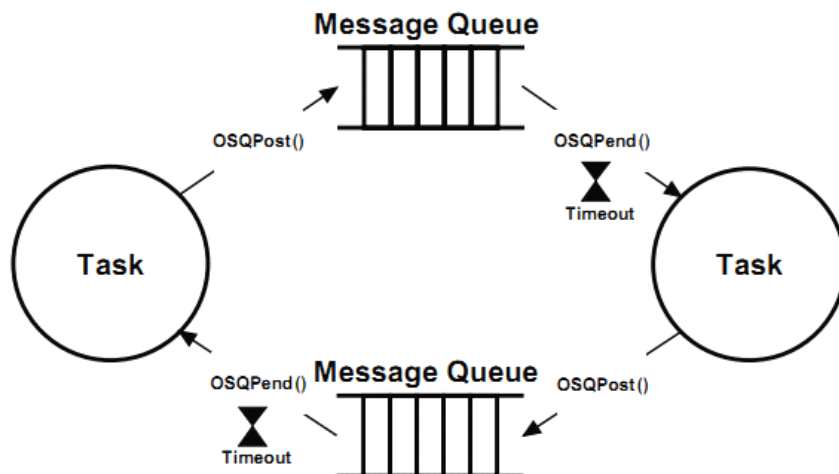 Message Queue
OSQPost()
OSQPend()
Timeout
Task
Task
Message Queue
OSQPend()
OSQPost()
Timeout